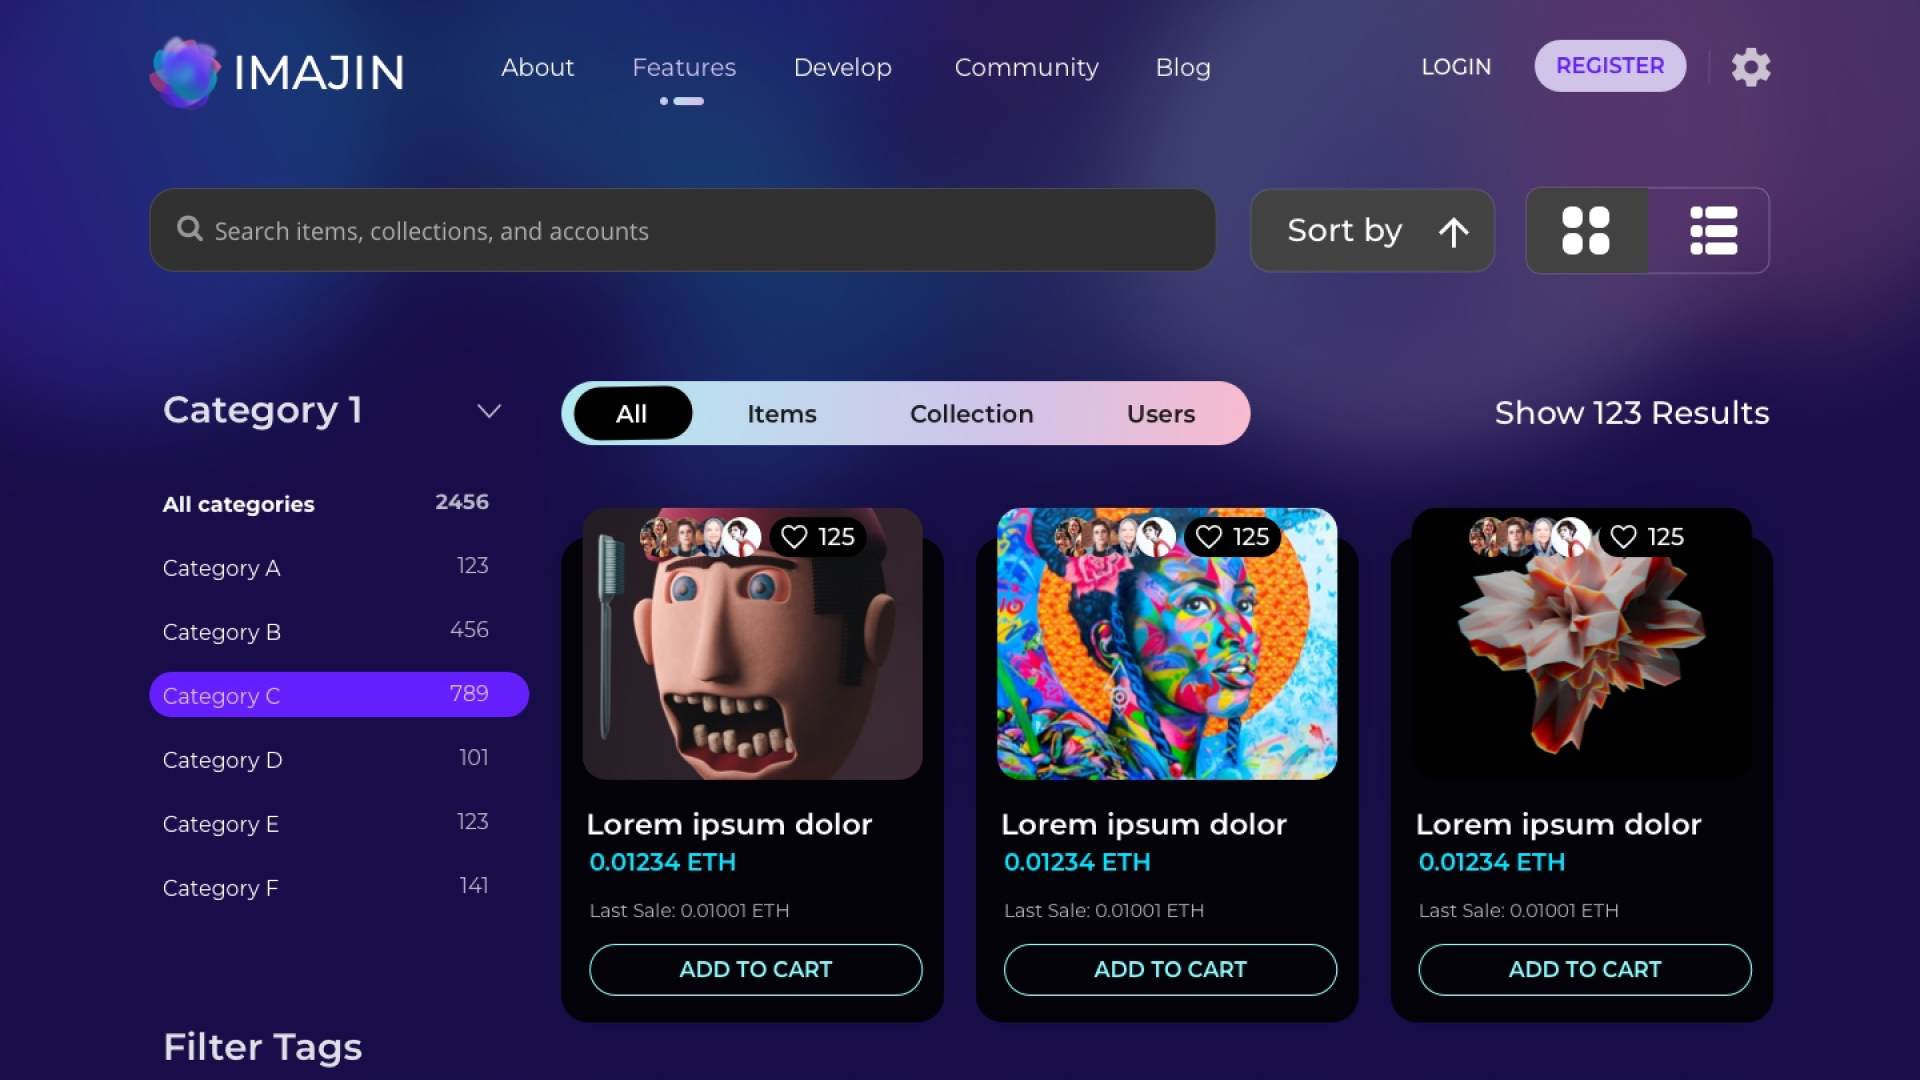 IMAJIN
About
Features
Develop
Community
Blog
LOGIN
REGISTER
Search items, collections, and accounts
Sort by
Category 1
All
Items
Collection
Users
Show 123 Results
All categories 2456
Category A 123
Category B 456
Category C 789
Category D 101
Category E 123
Category F 141
Filter Tags
125
Lorem ipsum dolor
0.01234 ETH
Last Sale: 0.01001 ETH
ADD TO CART
125
Lorem ipsum dolor
0.01234 ETH
Last Sale: 0.01001 ETH
ADD TO CART
125
Lorem ipsum dolor
0.01234 ETH
Last Sale: 0.01001 ETH
ADD TO CART